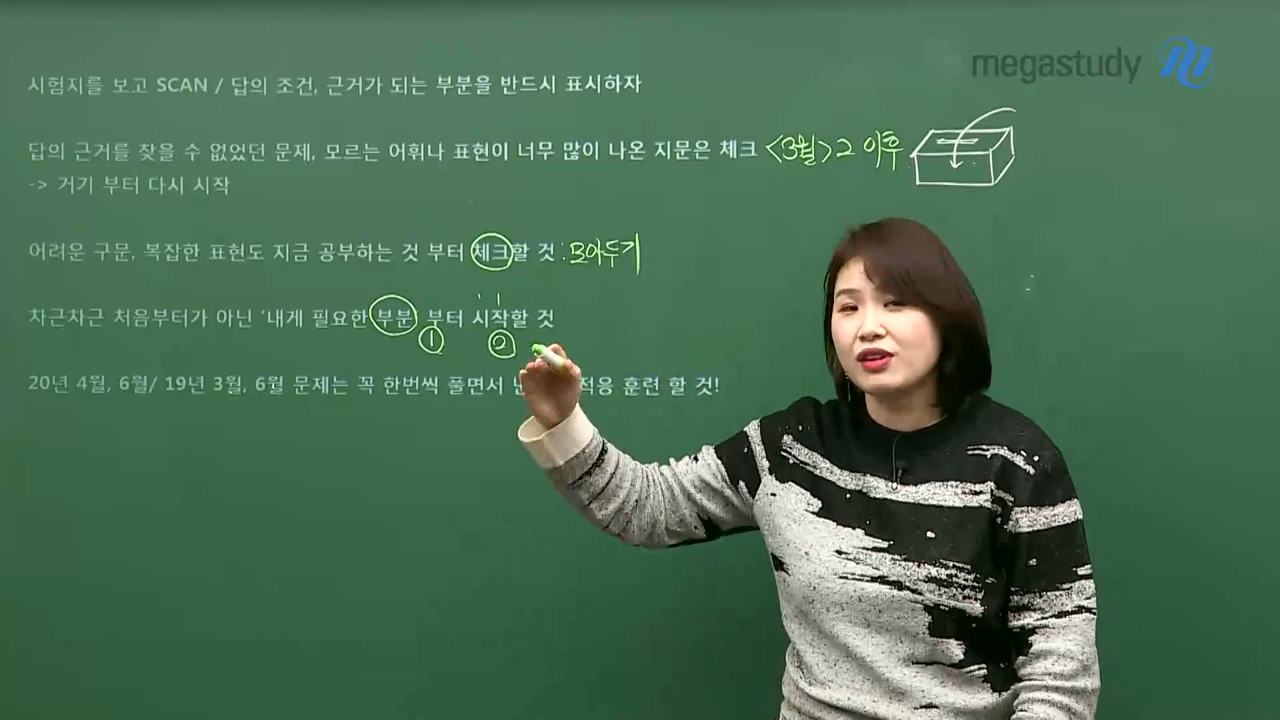 megastudy
시험지를 보고 SCAN / 답의 조건, 근거가 되는 부분을 반드시 표시하자
답의 근거를 찾을 수 없었던 문제, 모르는 어휘나 표현이 너무 많이 나온 지문은 체크 <3월>2 이후
-> 거기 부터 다시 시작
어려운 구문, 복잡한 표현도 지금 공부하는 것 부터 체크할 것 : 모아두기
차근차근 처음부터가 아닌 '내게 필요한 부분' 부터 시작할 것
① ②
20년 4월, 6월/ 19년 3월, 6월 문제는 꼭 한번씩 풀면서 적응 훈련 할 것!